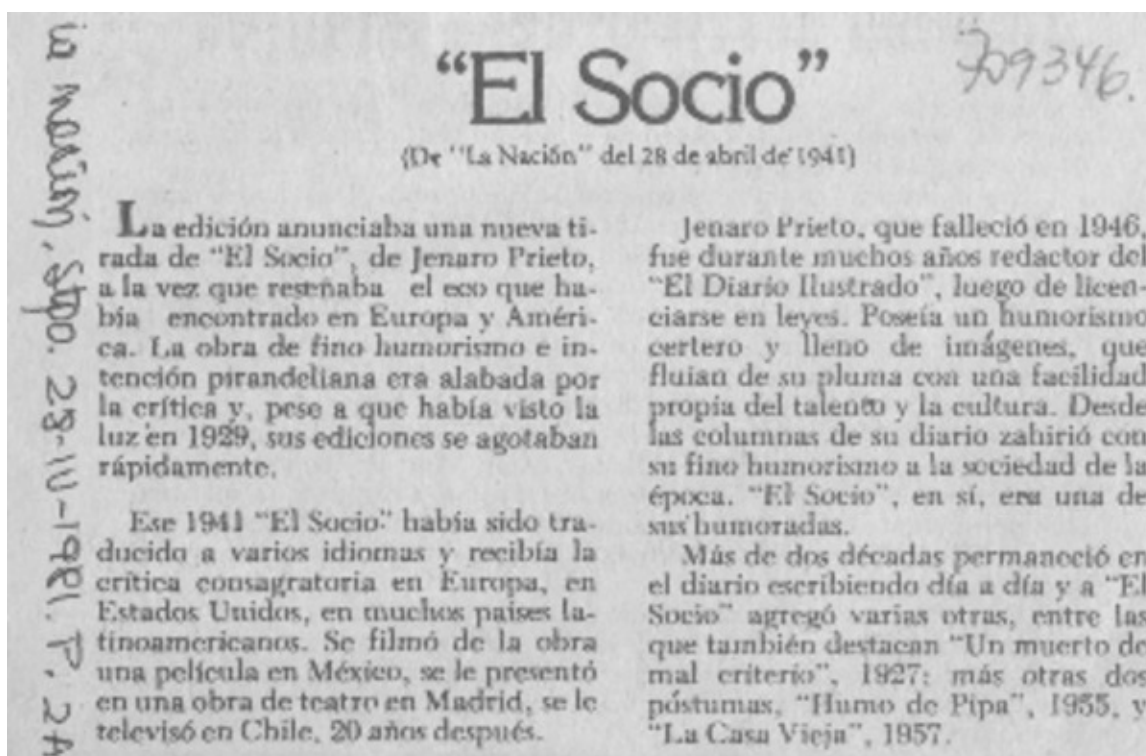 "El Socio"
709346.
(De "La Nación" del 28 de abril de 1941)
La edición anunciaba una nueva ti-
rada de "El Socio", de Jenaro Prieto,
a la vez que reseñaba el eco que ha-
bía encontrado en Europa y Améri-
ca. La obra de fino humorismo e in-
tención pirandeliana era alabada por
la crítica y, pese a que había visto la
luz en 1929, sus ediciones se agotaban
rápidamente.
Ese 1941 "El Socio" había sido tra-
ducido a varios idiomas y recibía la
crítica consagratoria en Europa, en
Estados Unidos, en muchos países la-
tinoamericanos. Se filmó de la obra
una película en México, se le presentó
en una obra de teatro en Madrid, se le
televisó en Chile, 20 años después.
Jenaro Prieto, que falleció en 1946,
fue durante muchos años redactor del
"El Diario Ilustrado", luego de licen-
ciarse en leyes. Poseía un humorismo
certero y lleno de imágenes, que
fluían de su pluma con una facilidad
propia del talento y la cultura. Desde
las columnas de su diario zahirió con
su fino humorismo a la sociedad de la
época. "El Socio", en sí, era una de
sus humoradas.
Más de dos décadas permaneció en
el diario escribiendo día a día y a "El
Socio" agregó varias otras, entre las
que también destacan "Un muerto de
mal criterio", 1927; más otras dos
póstumas, "Humo de Pipa", 1955, y
"La Casa Vieja", 1957.
Stgo. 28-III-1981. P. 2A